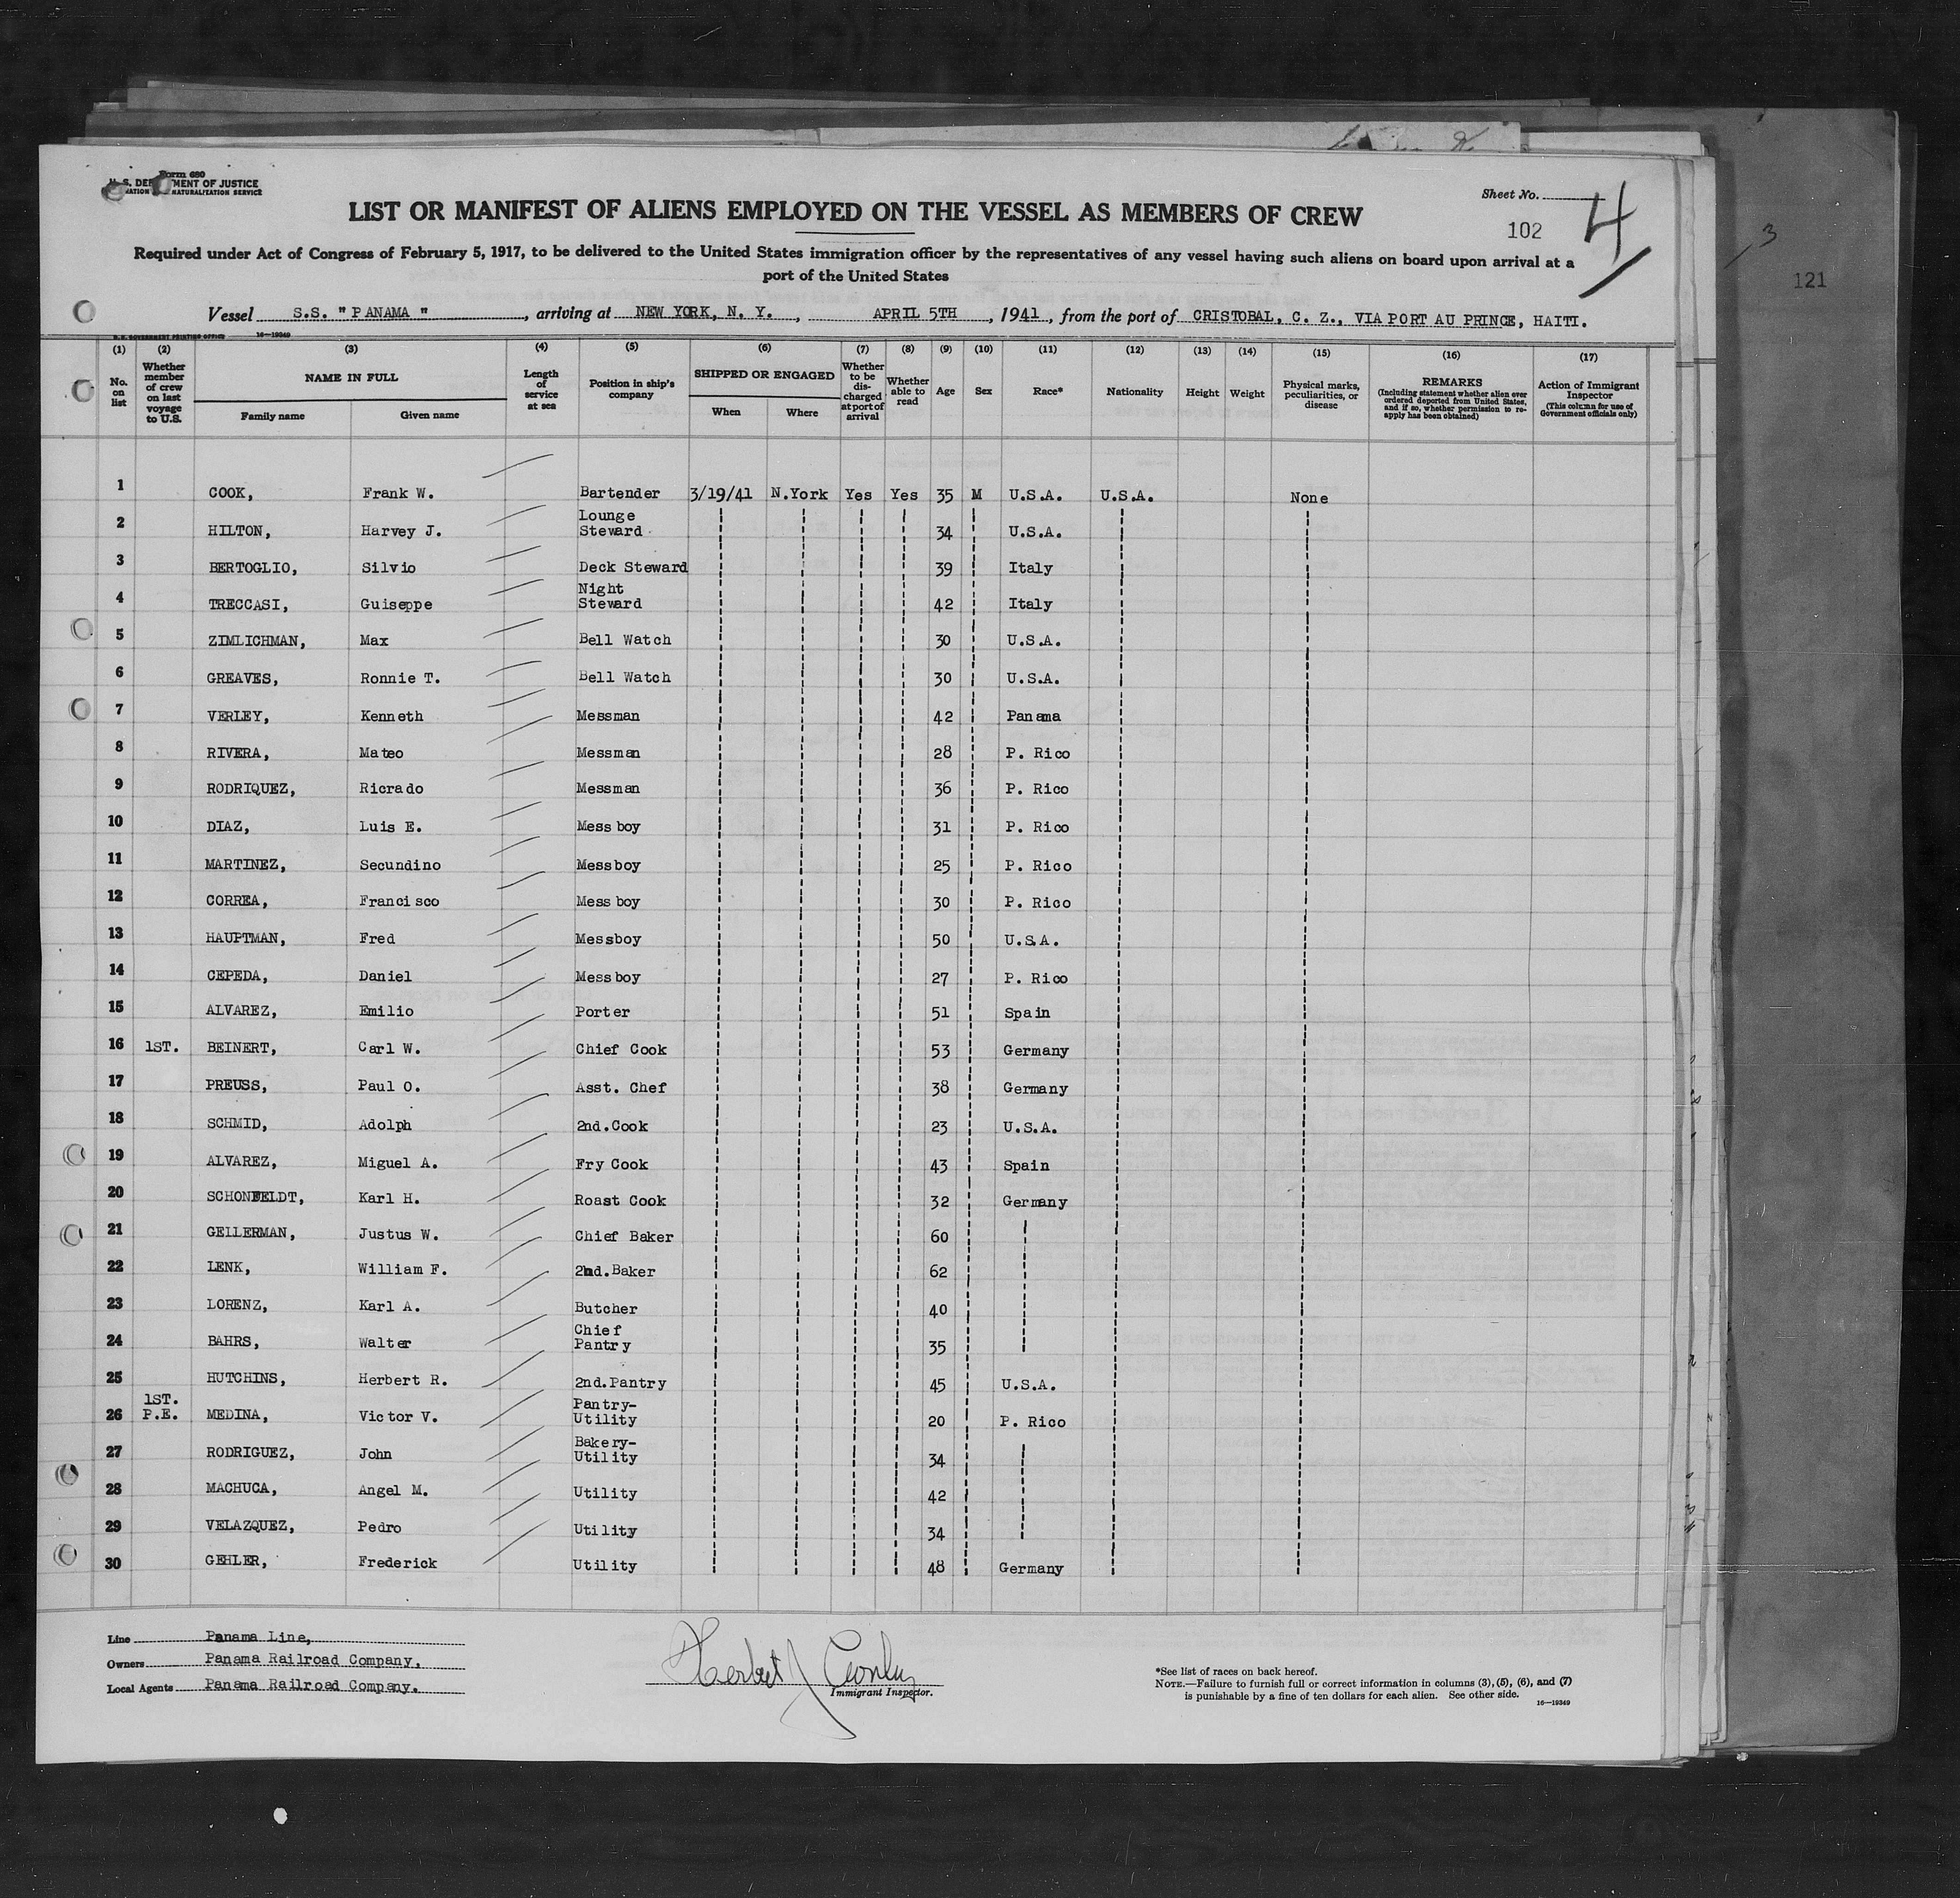 Form 680
MENT OF JUSTICE
NATURALIZATION SERVICE
Sheet No. 4
102
3
121
LIST OR MANIFEST OF ALIENS EMPLOYED ON THE VESSEL AS MEMBERS OF CREW
Required under Act of Congress of February 5, 1917, to be delivered to the United States immigration officer by the representatives of any vessel having such aliens on board upon arrival at a
port of the United States
Vessel S.S. "PANAMA", arriving at NEW YORK, N. Y., APRIL 5TH, 1941, from the port of CRISTOBAL, C. Z., VIA PORT AU PRINCE, HAITI.
U.S. GOVERNMENT PRINTING OFFICE 16—19349
(1) No. on list
(2) Whether member of crew on last voyage to U.S.
(3) NAME IN FULL Family name Given name
(4) Length of service at sea
(5) Position in ship's company
(6) SHIPPED OR ENGAGED When Where
(7) Whether to be discharged at port of arrival
(8) Whether able to read
(9) Age
(10) Sex
(11) Race*
(12) Nationality
(13) Height
(14) Weight
(15) Physical marks, peculiarities, or disease
(16) REMARKS (Including statement whether alien ever ordered deported from United States, and if so, whether permission to reapply has been obtained)
(17) Action of Immigrant Inspector (This column for use of Government officials only)
1 COOK, Frank W. Bartender 3/19/41 N.York Yes Yes 35 M U.S.A. U.S.A. None
2 HILTON, Harvey J. Lounge Steward 34 U.S.A.
3 BERTOGLIO, Silvio Deck Steward 39 Italy
4 TRECCASI, Guiseppe Night Steward 42 Italy
5 ZIMLICHMAN, Max Bell Watch 30 U.S.A.
6 GREAVES, Ronnie T. Bell Watch 30 U.S.A.
7 VERLEY, Kenneth Messman 42 Panama
8 RIVERA, Mateo Messman 28 P. Rico
9 RODRIQUEZ, Ricrado Messman 36 P. Rico
10 DIAZ, Luis E. Messboy 31 P. Rico
11 MARTINEZ, Secundino Messboy 25 P. Rico
12 CORREA, Francisco Messboy 30 P. Rico
13 HAUPTMAN, Fred Messboy 50 U.S.A.
14 CEPEDA, Daniel Messboy 27 P. Rico
15 ALVAREZ, Emilio Porter 51 Spain
16 1ST. BEINERT, Carl W. Chief Cook 53 Germany
17 PREUSS, Paul O. Asst. Chef 38 Germany
18 SCHMID, Adolph 2nd.Cook 23 U.S.A.
19 ALVAREZ, Miguel A. Fry Cook 43 Spain
20 SCHONFELDT, Karl H. Roast Cook 32 Germany
21 GELLERMAN, Justus W. Chief Baker 60
22 LENK, William F. 2nd.Baker 62
23 LORENZ, Karl A. Butcher 40
24 BAHRS, Walter Chief Pantry 35
25 HUTCHINS, Herbert R. 2nd.Pantry 45 U.S.A.
26 1ST. P.E. MEDINA, Victor V. Pantry-Utility 20 P. Rico
27 RODRIGUEZ, John Bakery-Utility 34
28 MACHUCA, Angel M. Utility 42
29 VELAZQUEZ, Pedro Utility 34
30 GEHLER, Frederick Utility 48 Germany
Line Panama Line,
Owners Panama Railroad Company,
Local Agents Panama Railroad Company.
Herbert J
Immigrant Inspector.
*See list of races on back hereof.
NOTE.—Failure to furnish full or correct information in columns (3), (5), (6), and (7)
is punishable by a fine of ten dollars for each alien. See other side.
16—19349